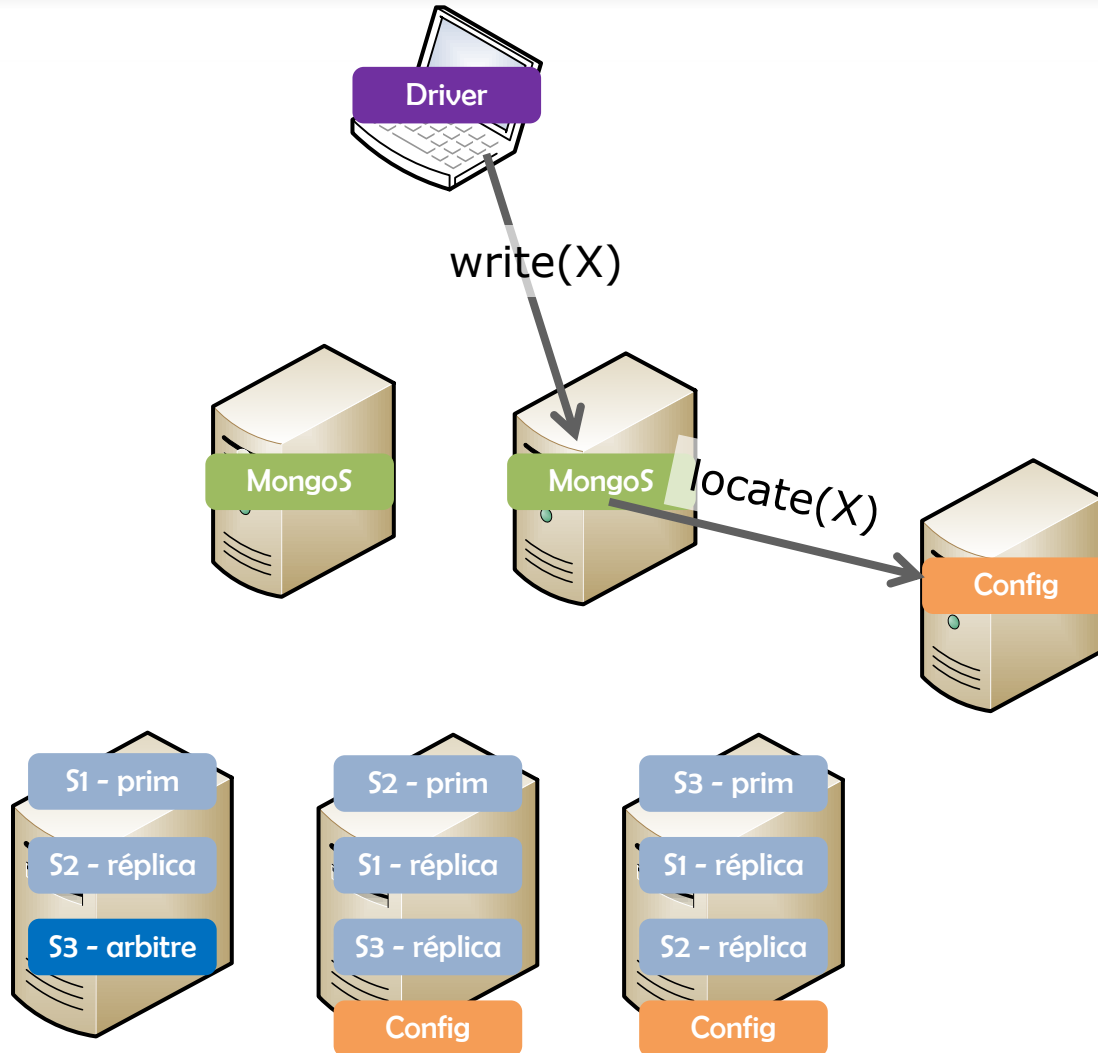 Driver
write(X)
MongoS
MongoS
locate(X)
Config
S1 - prim
S2 - réplica
S3 - arbitre
S2 - prim
S1 - réplica
S3 - réplica
Config
S3 - prim
S1 - réplica
S2 - réplica
Config